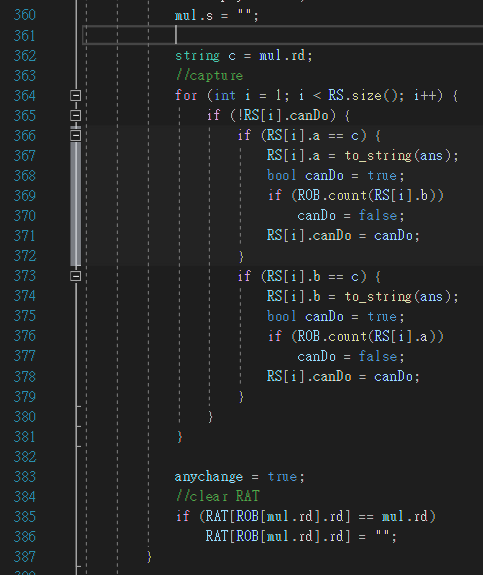 360 mul.s = "";
361
362 string c = mul.rd;
363 //capture
364 for (int i = 1; i < RS.size(); i++) {
365 if (!RS[i].canDo) {
366 if (RS[i].a == c) {
367 RS[i].a = to_string(ans);
368 bool canDo = true;
369 if (ROB.count(RS[i].b))
370 canDo = false;
371 RS[i].canDo = canDo;
372 }
373 if (RS[i].b == c) {
374 RS[i].b = to_string(ans);
375 bool canDo = true;
376 if (ROB.count(RS[i].a))
377 canDo = false;
378 RS[i].canDo = canDo;
379 }
380 }
381 }
382
383 anychange = true;
384 //clear RAT
385 if (RAT[ROB[mul.rd].rd] == mul.rd)
386 RAT[ROB[mul.rd].rd] = "";
387 }